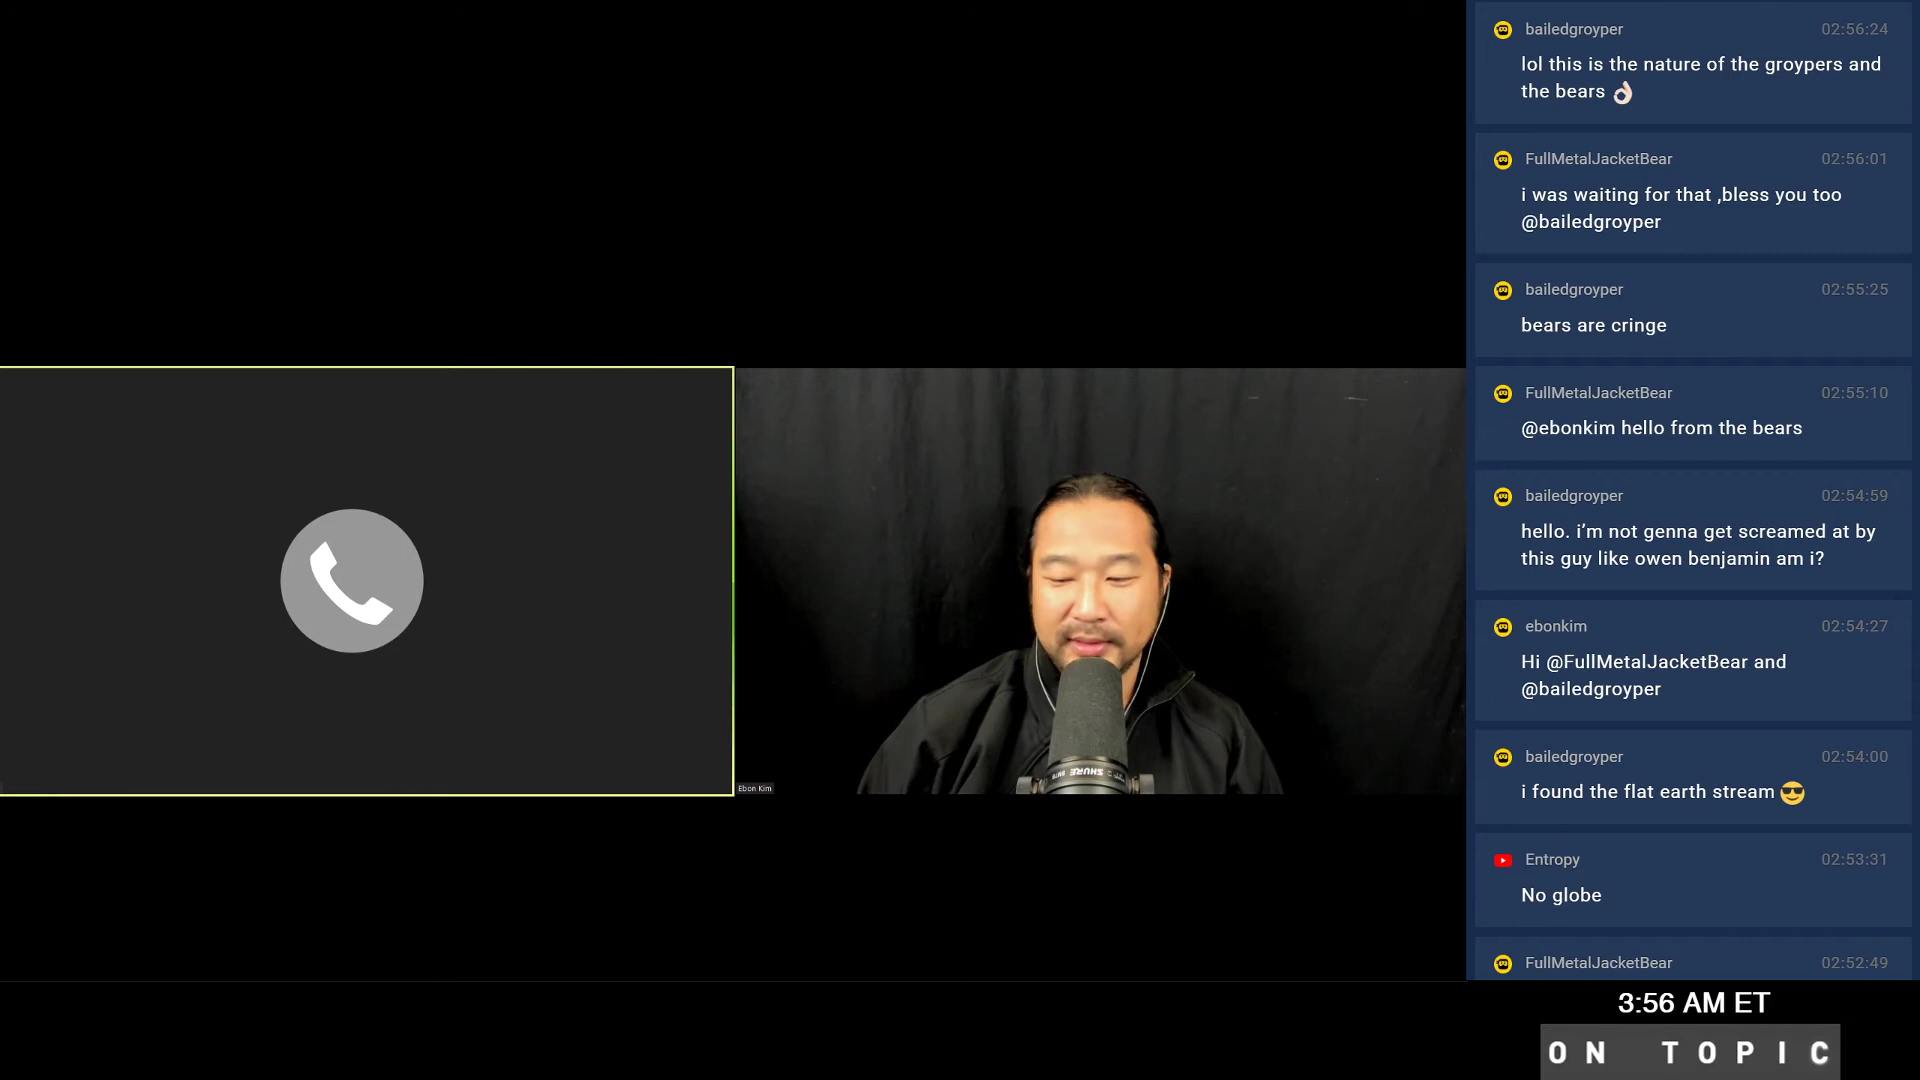 bailedgroyper 02:56:24
lol this is the nature of the groypers and
the bears 👌🏻
FullMetalJacketBear 02:56:01
i was waiting for that ,bless you too
@bailedgroyper
bailedgroyper 02:55:25
bears are cringe
FullMetalJacketBear 02:55:10
@ebonkim hello from the bears
bailedgroyper 02:54:59
hello. i’m not genna get screamed at by
this guy like owen benjamin am i?
ebonkim 02:54:27
Hi @FullMetalJacketBear and
@bailedgroyper
bailedgroyper 02:54:00
i found the flat earth stream 😎
Entropy 02:53:31
No globe
FullMetalJacketBear 02:52:49
Ebon Kim
SHURE
3:56 AM ET
ON TOPIC